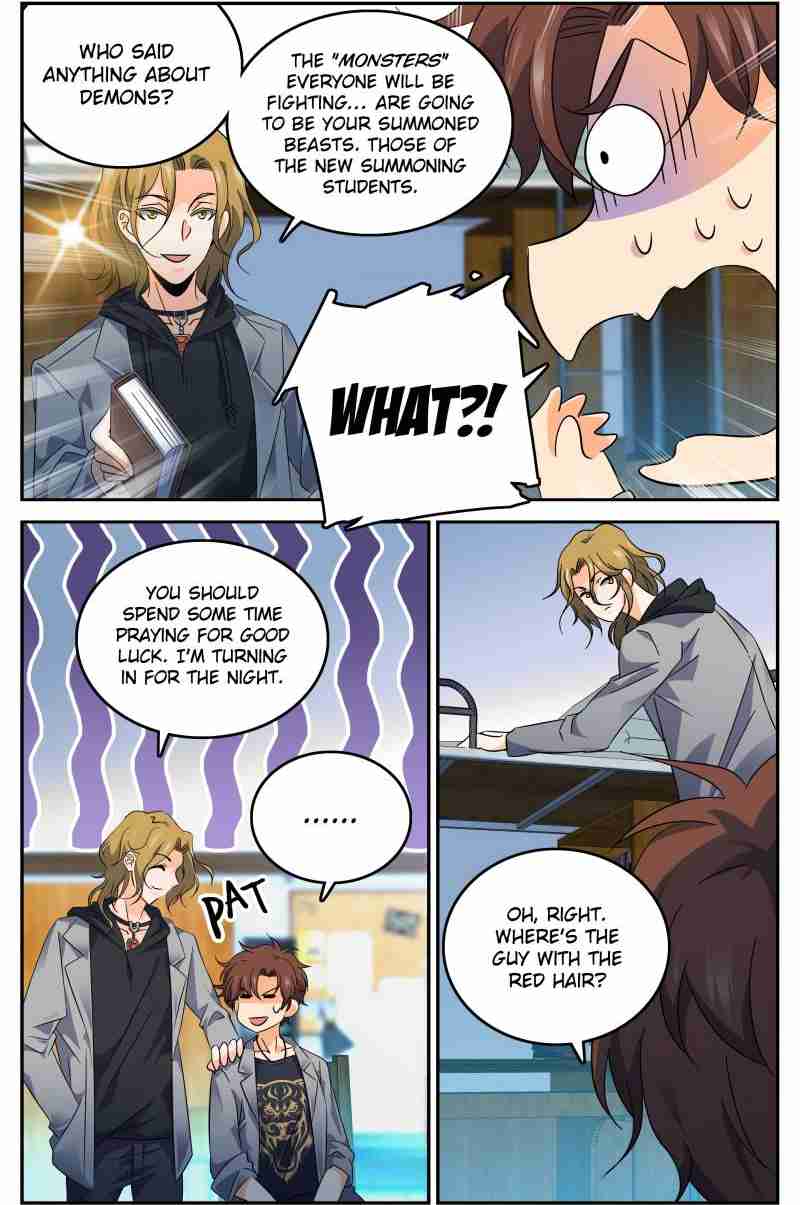 WHO SAID
ANYTHING ABOUT
DEMONS?
THE "MONSTERS"
EVERYONE WILL BE
FIGHTING... ARE GOING
TO BE YOUR SUMMONED
BEASTS. THOSE OF
THE NEW SUMMONING
STUDENTS.
WHAT?!
YOU SHOULD
SPEND SOME TIME
PRAYING FOR GOOD
LUCK. I'M TURNING
IN FOR THE NIGHT.
......
PAT
OH, RIGHT.
WHERE'S THE
GUY WITH THE
RED HAIR?